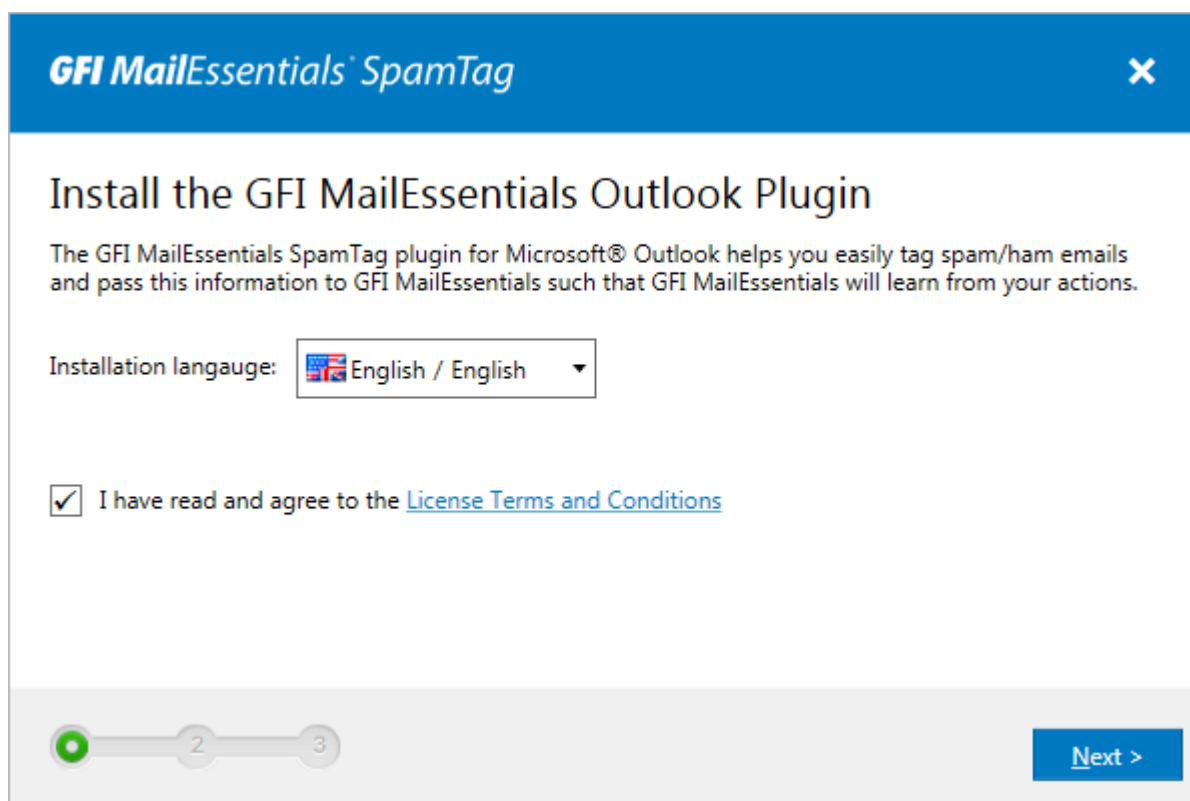 GFI MailEssentials® SpamTag
Install the GFI MailEssentials Outlook Plugin
The GFI MailEssentials SpamTag plugin for Microsoft® Outlook helps you easily tag spam/ham emails
and pass this information to GFI MailEssentials such that GFI MailEssentials will learn from your actions.
Installation langauge: English / English
I have read and agree to the License Terms and Conditions
2 3
Next >